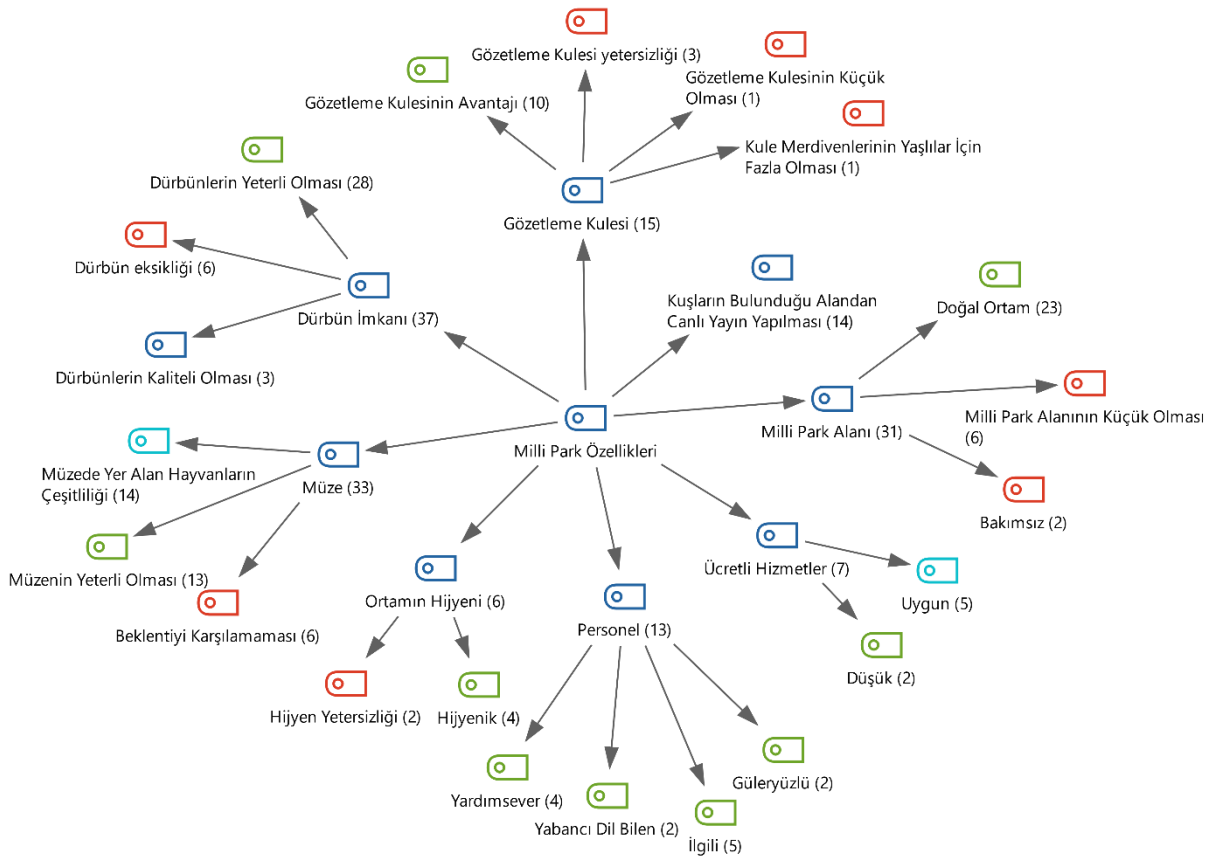 Gözetleme Kulesi yetersizliği (3)
Gözetleme Kulesinin Küçük
Olması (1)
Gözetleme Kulesinin Avantajı (10)
Kule Merdivenlerinin Yaşlılar İçin
Fazla Olması (1)
Dürbünlerin Yeterli Olması (28)
Gözetleme Kulesi (15)
Dürbün eksikliği (6)
Kuşların Bulunduğu Alandan
Canlı Yayın Yapılması (14)
Doğal Ortam (23)
Dürbün İmkanı (37)
Dürbünlerin Kaliteli Olması (3)
Milli Park Alanının Küçük Olması
(6)
Milli Park Alanı (31)
Milli Park Özellikleri
Müzede Yer Alan Hayvanların
Çeşitliliği (14)
Müze (33)
Bakımsız (2)
Ücretli Hizmetler (7)
Müzenin Yeterli Olması (13)
Ortamın Hijyeni (6)
Uygun (5)
Beklentiyi Karşılamaması (6)
Personel (13)
Düşük (2)
Hijyen Yetersizliği (2)
Hijyenik (4)
Güleryüzlü (2)
Yardımsever (4)
Yabancı Dil Bilen (2)
İlgili (5)